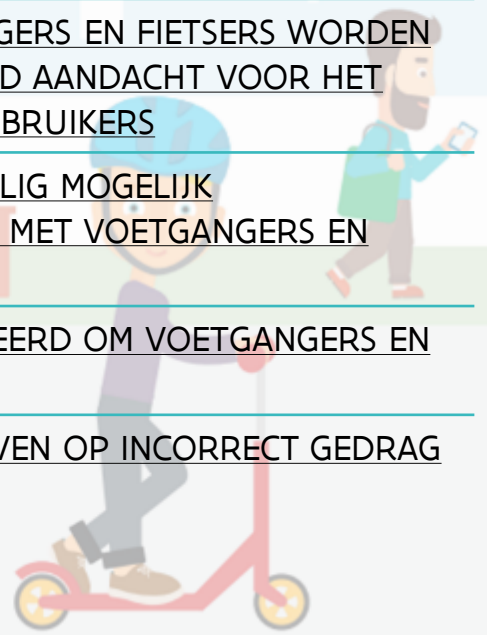 GERS EN FIETSERS WORDEN
D AANDACHT VOOR HET
BRUIKERS
LIG MOGELIJK
MET VOETGANGERS EN
EERD OM VOETGANGERS EN
VEN OP INCORRECT GEDRAG